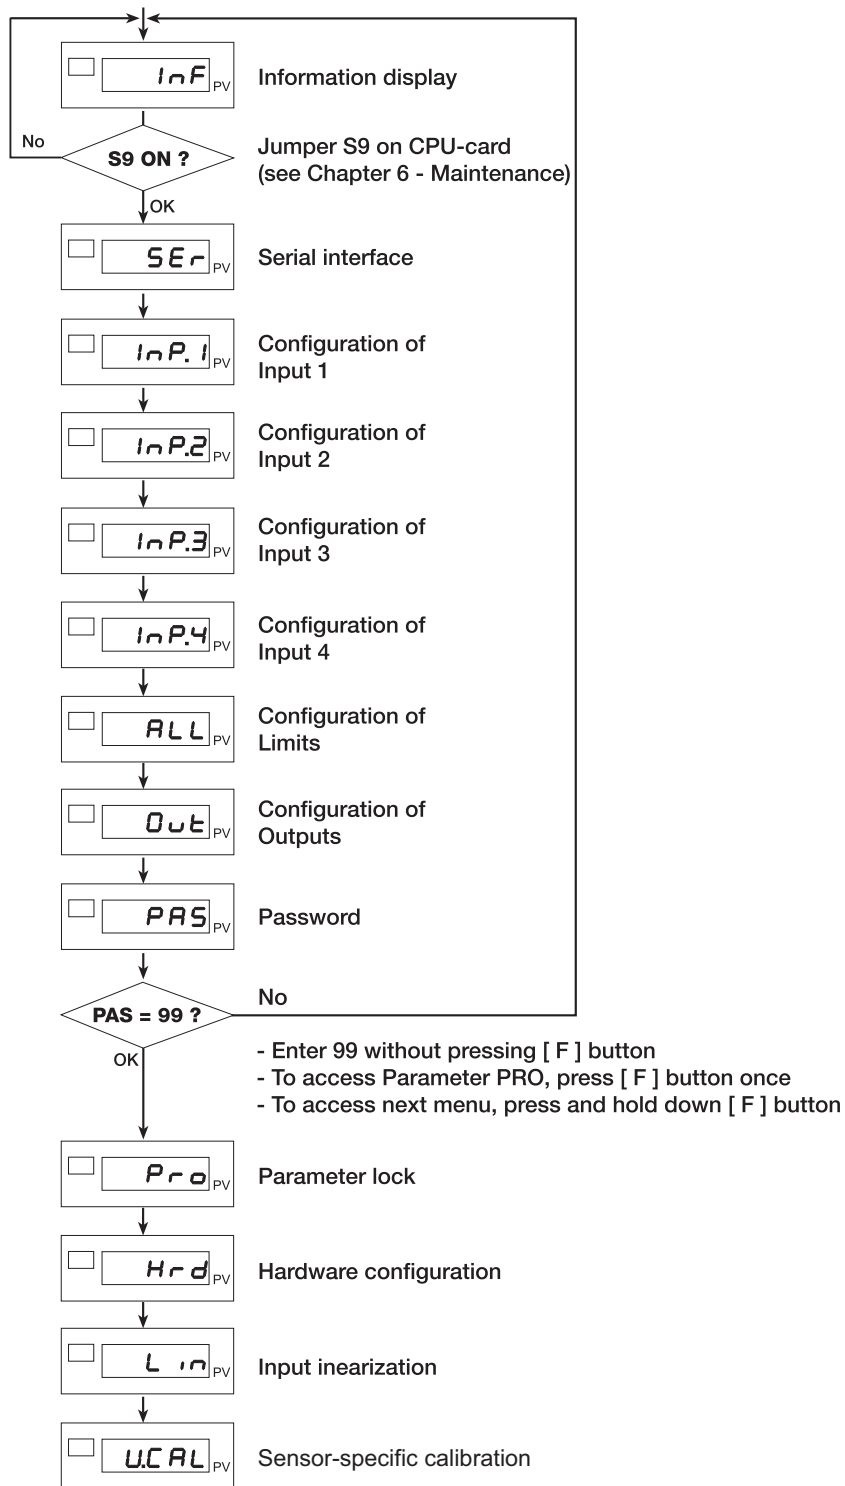 InF PV
Information display
No
S9 ON ?
Jumper S9 on CPU-card
(see Chapter 6 - Maintenance)
OK
SEr PV
Serial interface
InP.1 PV
Configuration of
Input 1
InP.2 PV
Configuration of
Input 2
InP.3 PV
Configuration of
Input 3
InP.4 PV
Configuration of
Input 4
ALL PV
Configuration of
Limits
Out PV
Configuration of
Outputs
PAS PV
Password
PAS = 99 ?
No
OK
- Enter 99 without pressing [ F ] button
- To access Parameter PRO, press [ F ] button once
- To access next menu, press and hold down [ F ] button
Pro PV
Parameter lock
Hrd PV
Hardware configuration
Lin PV
Input inearization
U.CAL PV
Sensor-specific calibration